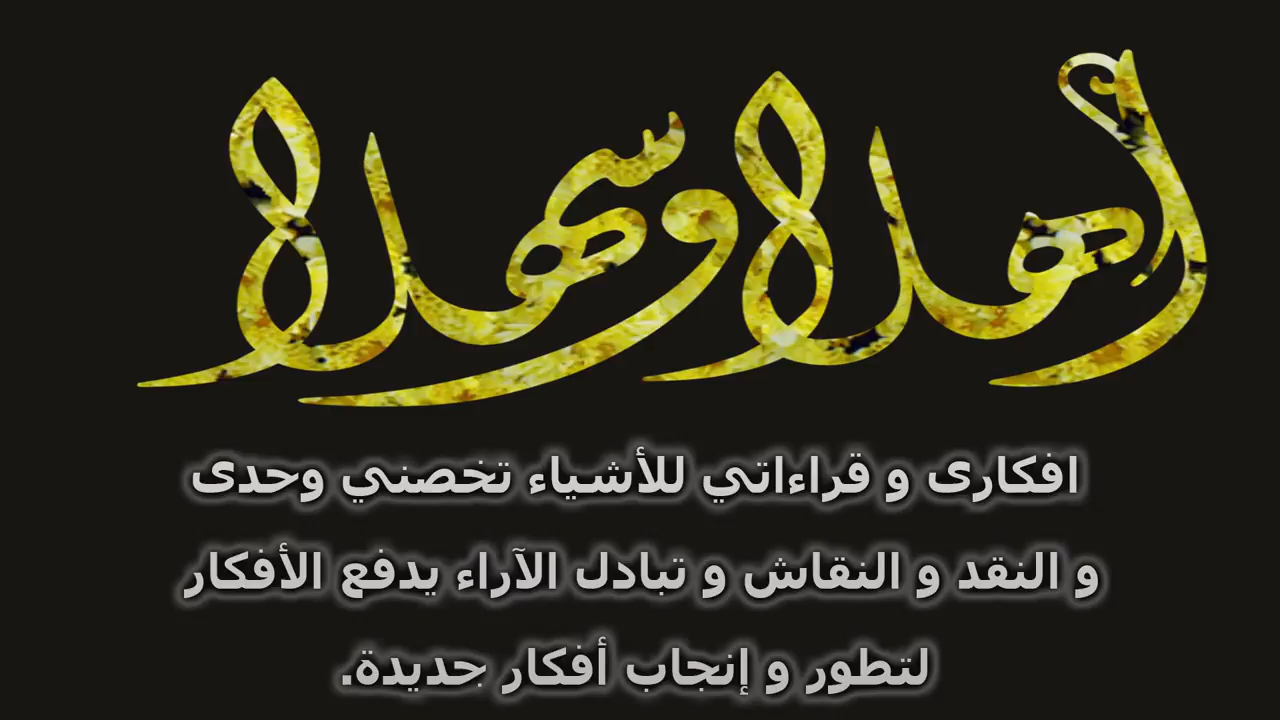 أهلا وسهلا
افكارى و قراءاتي للأشياء تخصني وحدى
و النقد و النقاش و تبادل الآراء يدفع الأفكار
لتطور و إنجاب أفكار جديدة.